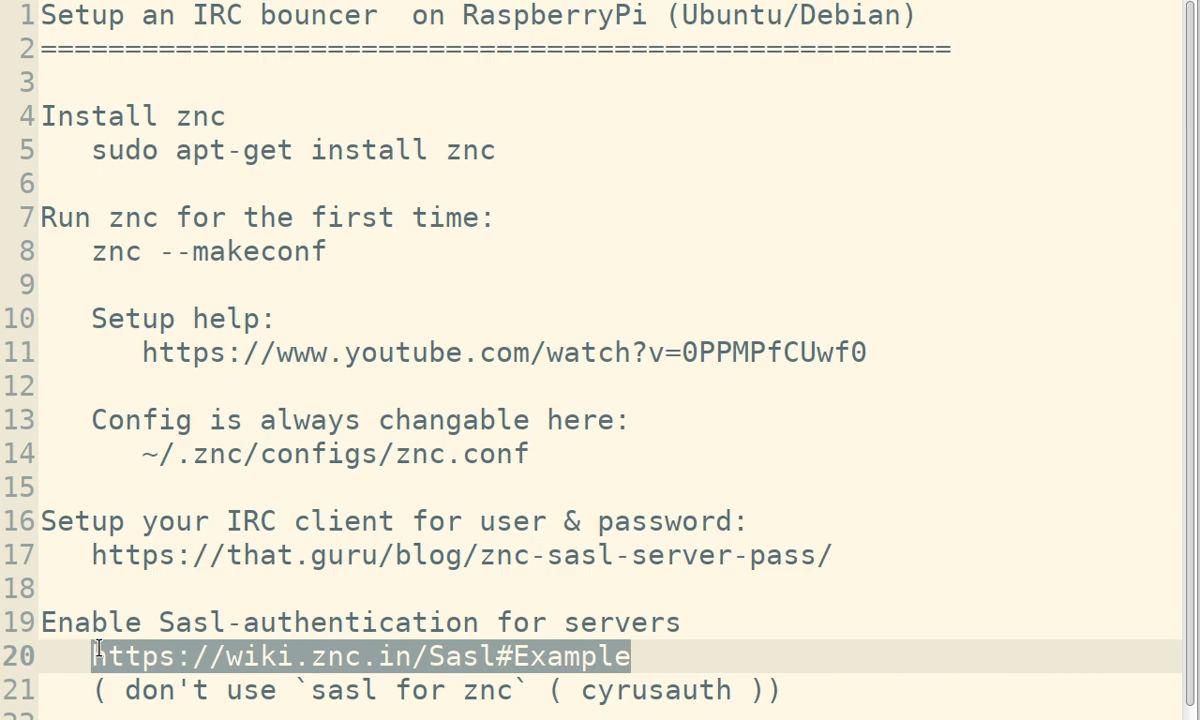 1 Setup an IRC bouncer  on RaspberryPi (Ubuntu/Debian)
2 ======================================================
3
4 Install znc
5    sudo apt-get install znc
6
7 Run znc for the first time:
8    znc --makeconf
9
10    Setup help:
11       https://www.youtube.com/watch?v=0PPMPfCUwf0
12
13    Config is always changable here:
14       ~/.znc/configs/znc.conf
15
16 Setup your IRC client for user & password:
17    https://that.guru/blog/znc-sasl-server-pass/
18
19 Enable Sasl-authentication for servers
20    https://wiki.znc.in/Sasl#Example
21    ( don't use `sasl for znc` ( cyrusauth ))
22